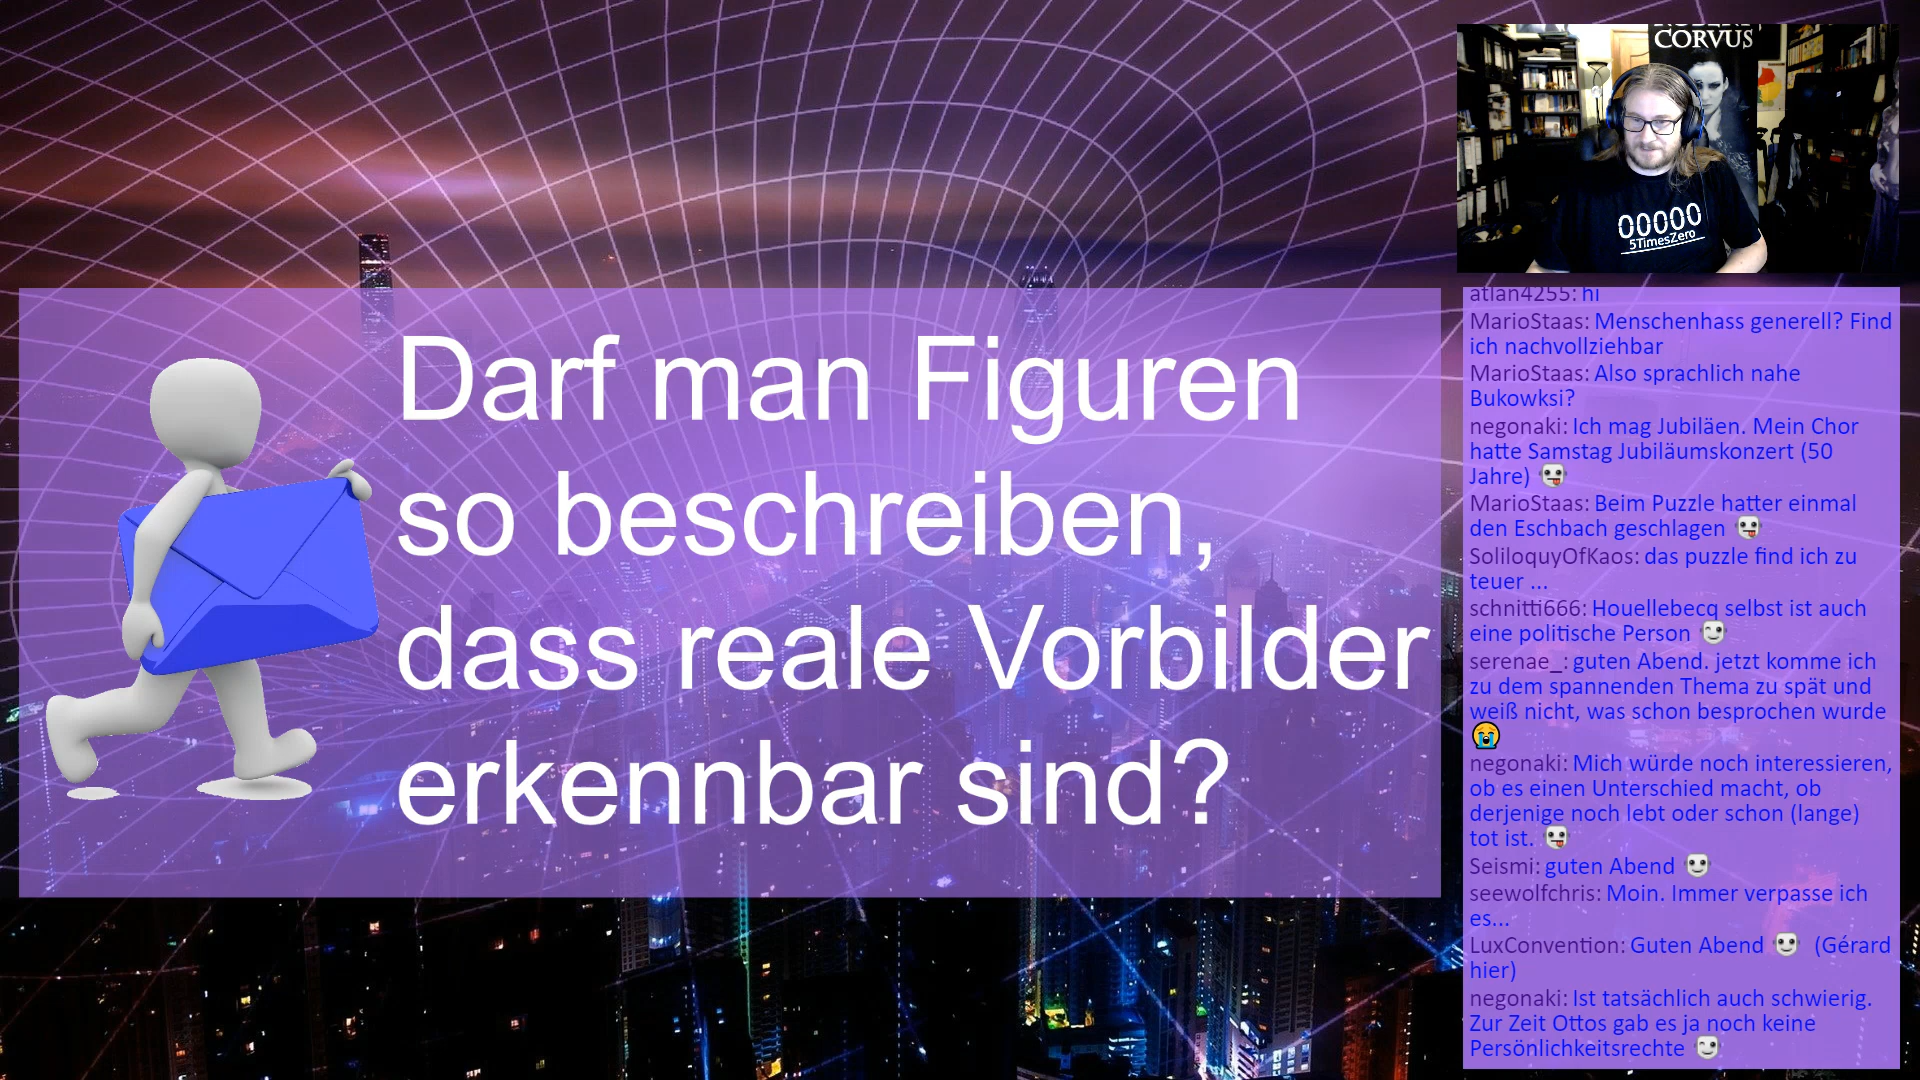 ROBERT
CORVUS
00000
5TimesZero
Darf man Figuren
so beschreiben,
dass reale Vorbilder
erkennbar sind?
atlan4255: hi
MarioStaas: Menschenhass generell? Find
ich nachvollziehbar
MarioStaas: Also sprachlich nahe
Bukowksi?
negonaki: Ich mag Jubiläen. Mein Chor
hatte Samstag Jubiläumskonzert (50
Jahre)
MarioStaas: Beim Puzzle hatter einmal
den Eschbach geschlagen
SoliloquyOfKaos: das puzzle find ich zu
teuer ...
schnitti666: Houellebecq selbst ist auch
eine politische Person
serenae_: guten Abend. jetzt komme ich
zu dem spannenden Thema zu spät und
weiß nicht, was schon besprochen wurde
negonaki: Mich würde noch interessieren,
ob es einen Unterschied macht, ob
derjenige noch lebt oder schon (lange)
tot ist.
Seismi: guten Abend
seewolfchris: Moin. Immer verpasse ich
es...
LuxConvention: Guten Abend (Gérard
hier)
negonaki: Ist tatsächlich auch schwierig.
Zur Zeit Ottos gab es ja noch keine
Persönlichkeitsrechte